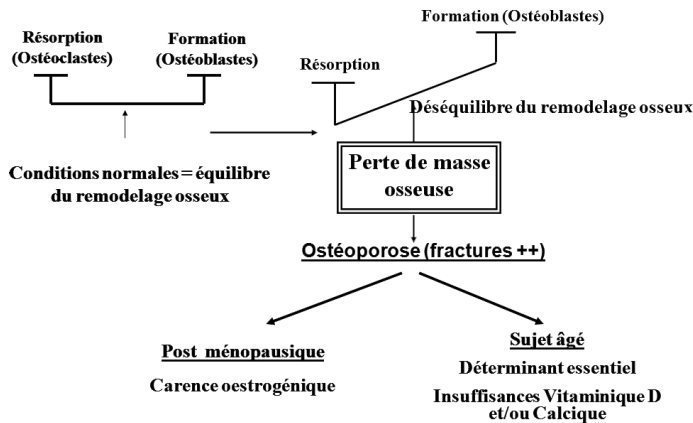 Formation (Ostéoblastes)
Résorption
(Ostéoclastes)
Formation
(Ostéoblastes)
Résorption
Déséquilibre du remodelage osseux
Conditions normales = équilibre
du remodelage osseux
Perte de masse
osseuse
Ostéoporose (fractures ++)
Post ménopausique
Carence oestrogénique
Sujet âgé
Déterminant essentiel
Insuffisances Vitaminique D
et/ou Calcique